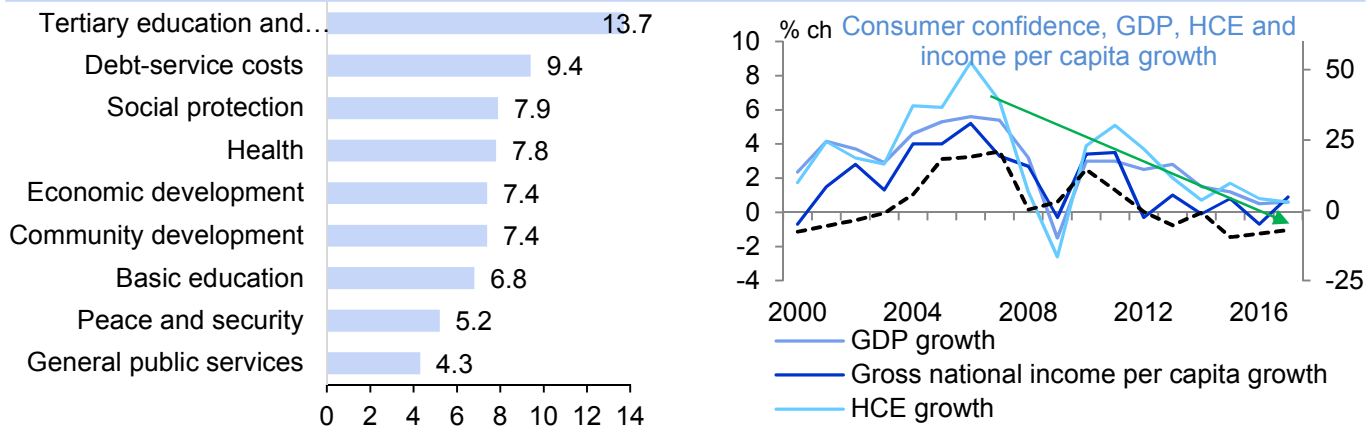 Tertiary education and…
13.7
Debt-service costs
9.4
Social protection
7.9
Health
7.8
Economic development
7.4
Community development
7.4
Basic education
6.8
Peace and security
5.2
General public services
4.3
0 2 4 6 8 10 12 14
% ch
Consumer confidence, GDP, HCE and
income per capita growth
10
8
6
4
2
0
-2
-4
50
25
0
-25
2000 2004 2008 2012 2016
GDP growth
Gross national income per capita growth
HCE growth